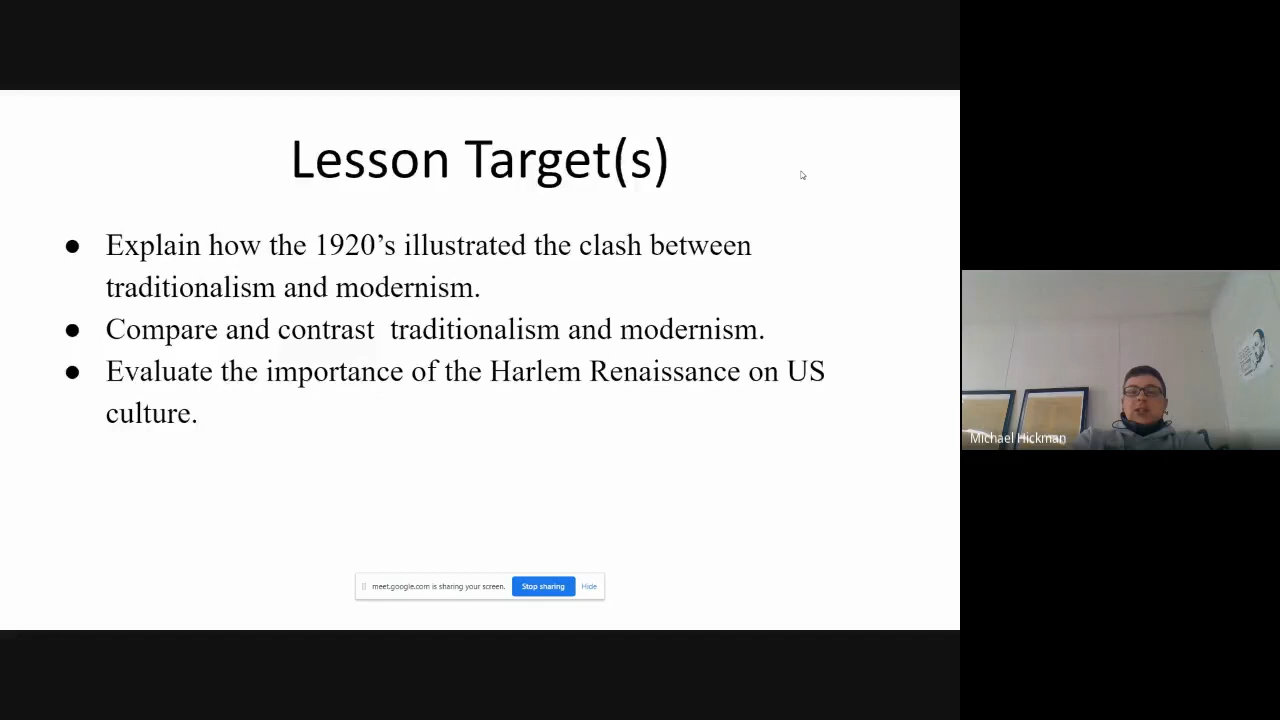 Lesson Target(s)
● Explain how the 1920’s illustrated the clash between
traditionalism and modernism.
● Compare and contrast  traditionalism and modernism.
● Evaluate the importance of the Harlem Renaissance on US
culture.
meet.google.com is sharing your screen. Stop sharing Hide
Michael Hickman